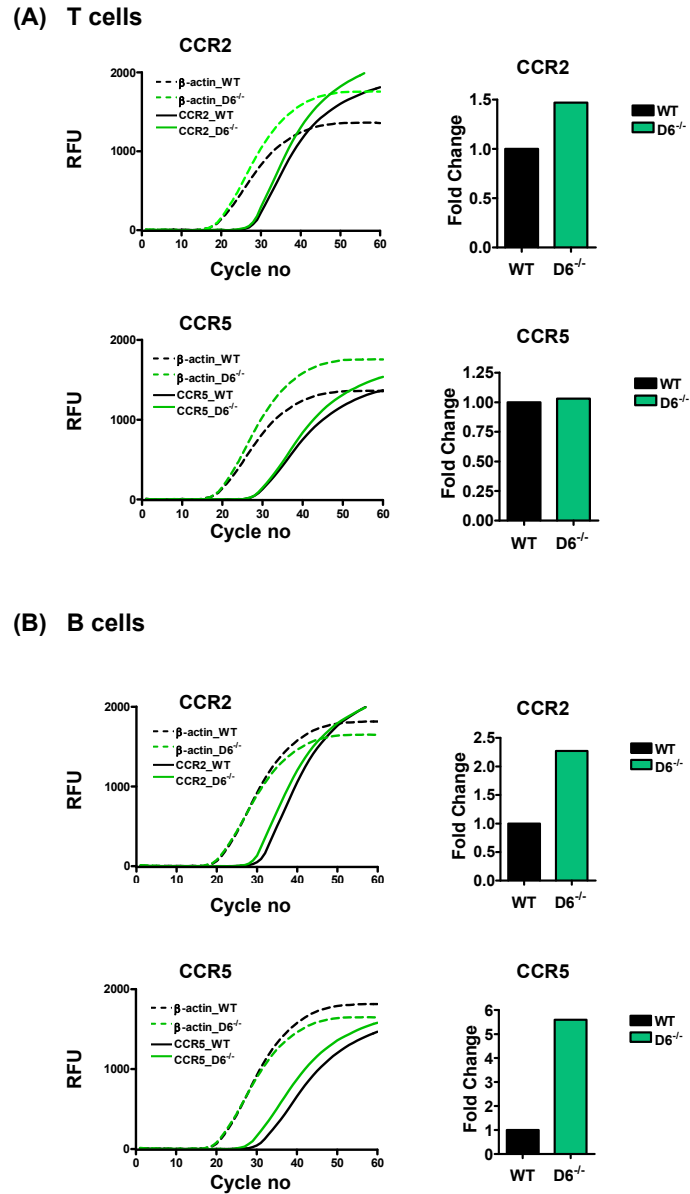 (A) T cells
CCR2
2000
1000
0
RFU
β-actin_WT
β-actin_D6-/-
CCR2_WT
CCR2_D6-/-
0 10 20 30 40 50 60
Cycle no
CCR2
1.5
1.0
0.5
0.0
Fold Change
WT D6-/-
WT
D6-/-
CCR5
2000
1000
0
RFU
β-actin_WT
β-actin_D6-/-
CCR5_WT
CCR5_D6-/-
0 10 20 30 40 50 60
Cycle no
CCR5
1.25
1.00
0.75
0.50
0.25
0.00
Fold Change
WT D6-/-
WT
D6-/-
(B) B cells
CCR2
2000
1000
0
RFU
β-actin_WT
β-actin_D6-/-
CCR2_WT
CCR2_D6-/-
0 10 20 30 40 50 60
Cycle no
CCR2
2.5
2.0
1.5
1.0
0.5
0.0
Fold Change
WT D6-/-
WT
D6-/-
CCR5
2000
1000
0
RFU
β-actin_WT
β-actin_D6-/-
CCR5_WT
CCR5_D6-/-
0 10 20 30 40 50 60
Cycle no
CCR5
6
5
4
3
2
1
0
Fold Change
WT D6-/-
WT
D6-/-